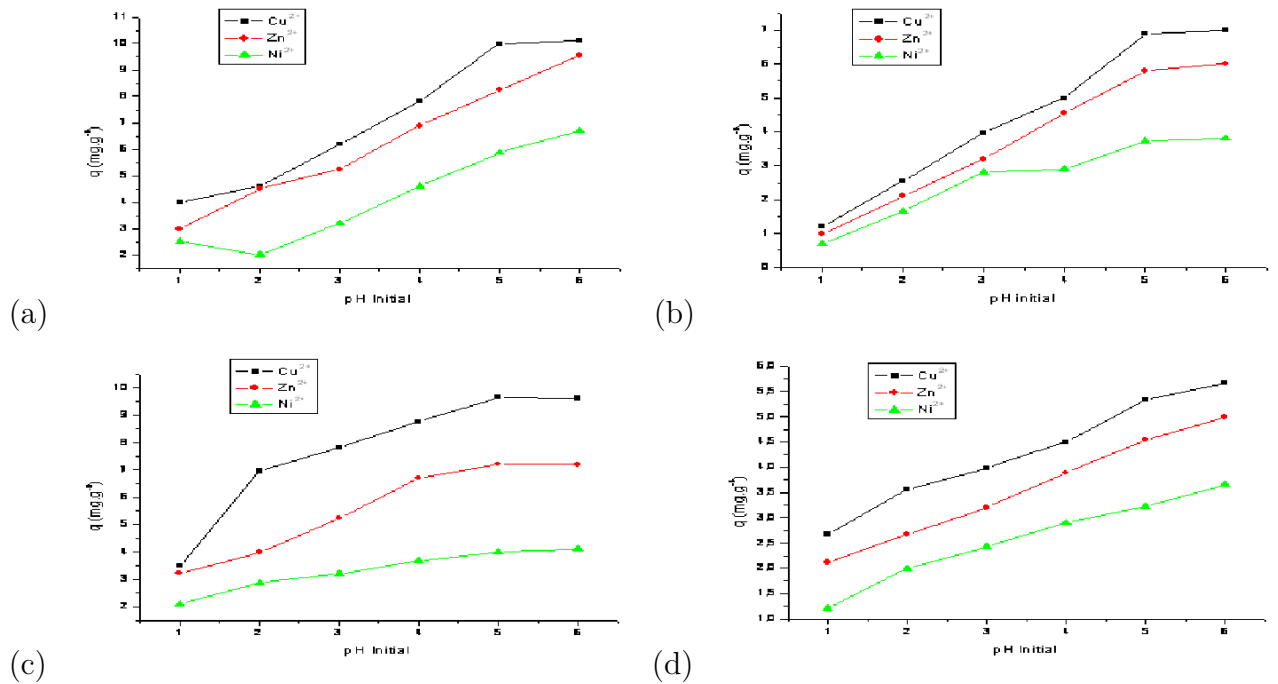 Cu2+
Zn2+
Ni2+
11
10
9
8
7
6
5
4
3
2
q (mg.g-1)
1 2 3 4 5 6
pH Initial
(a)
Cu2+
Zn2+
Ni2+
7
6
5
4
3
2
1
0
q (mg.g-1)
1 2 3 4 5 6
pH initial
(b)
Cu2+
Zn2+
Ni2+
10
9
8
7
6
5
4
3
2
q (mg.g-1)
1 2 3 4 5 6
pH Initial
(c)
Cu2+
Zn2+
Ni2+
6,0
5,5
5,0
4,5
4,0
3,5
3,0
2,5
2,0
1,5
1,0
q (mg.g-1)
1 2 3 4 5 6
pH Initial
(d)